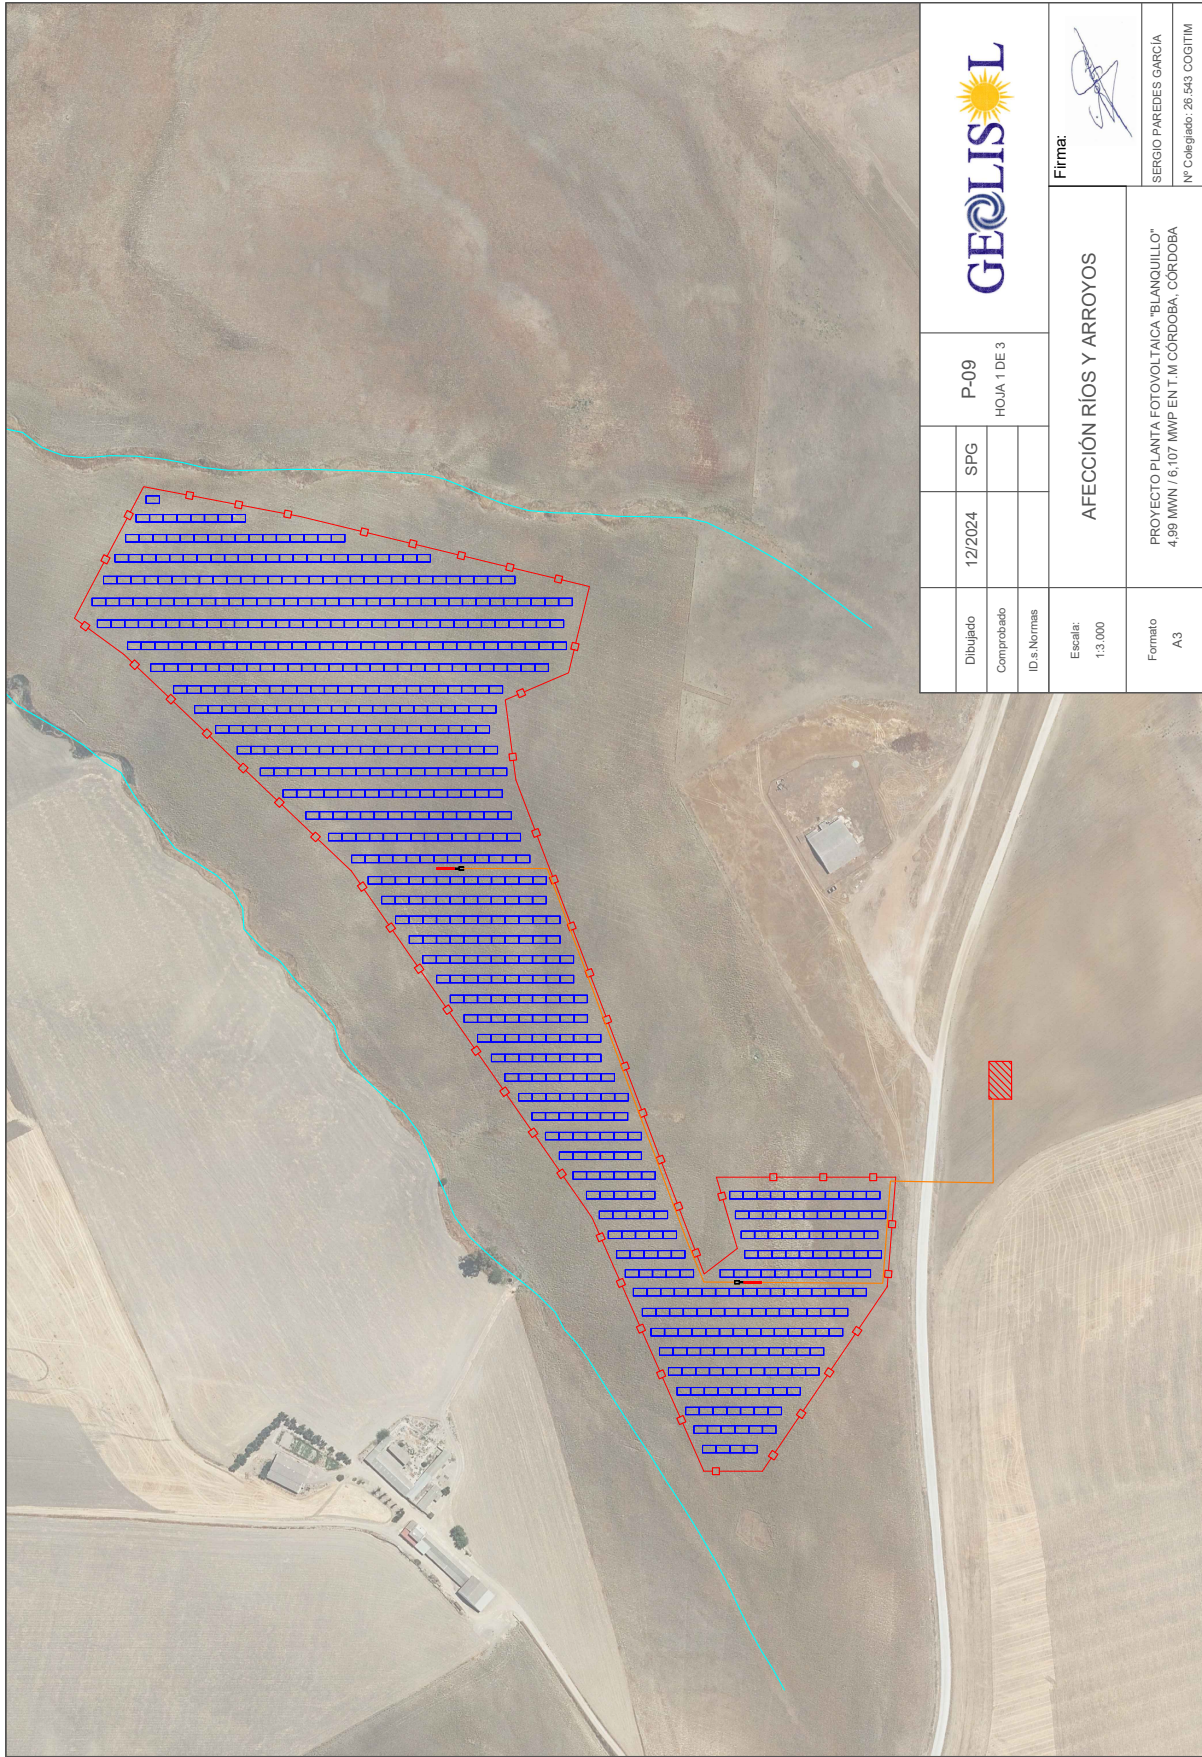 GEOLISOL
Dibujado
12/2024
SPG
P-09
HOJA 1 DE 3
Comprobado
ID.s.Normas
Escala:
1:3.000
AFECCIÓN RÍOS Y ARROYOS
Firma:
Formato
A3
PROYECTO PLANTA FOTOVOLTAICA "BLANQUILLO"
4,99 MWN / 6,107 MWP EN T.M CÓRDOBA, CÓRDOBA
SERGIO PAREDES GARCÍA
Nº Colegiado: 26.543 COGITIM